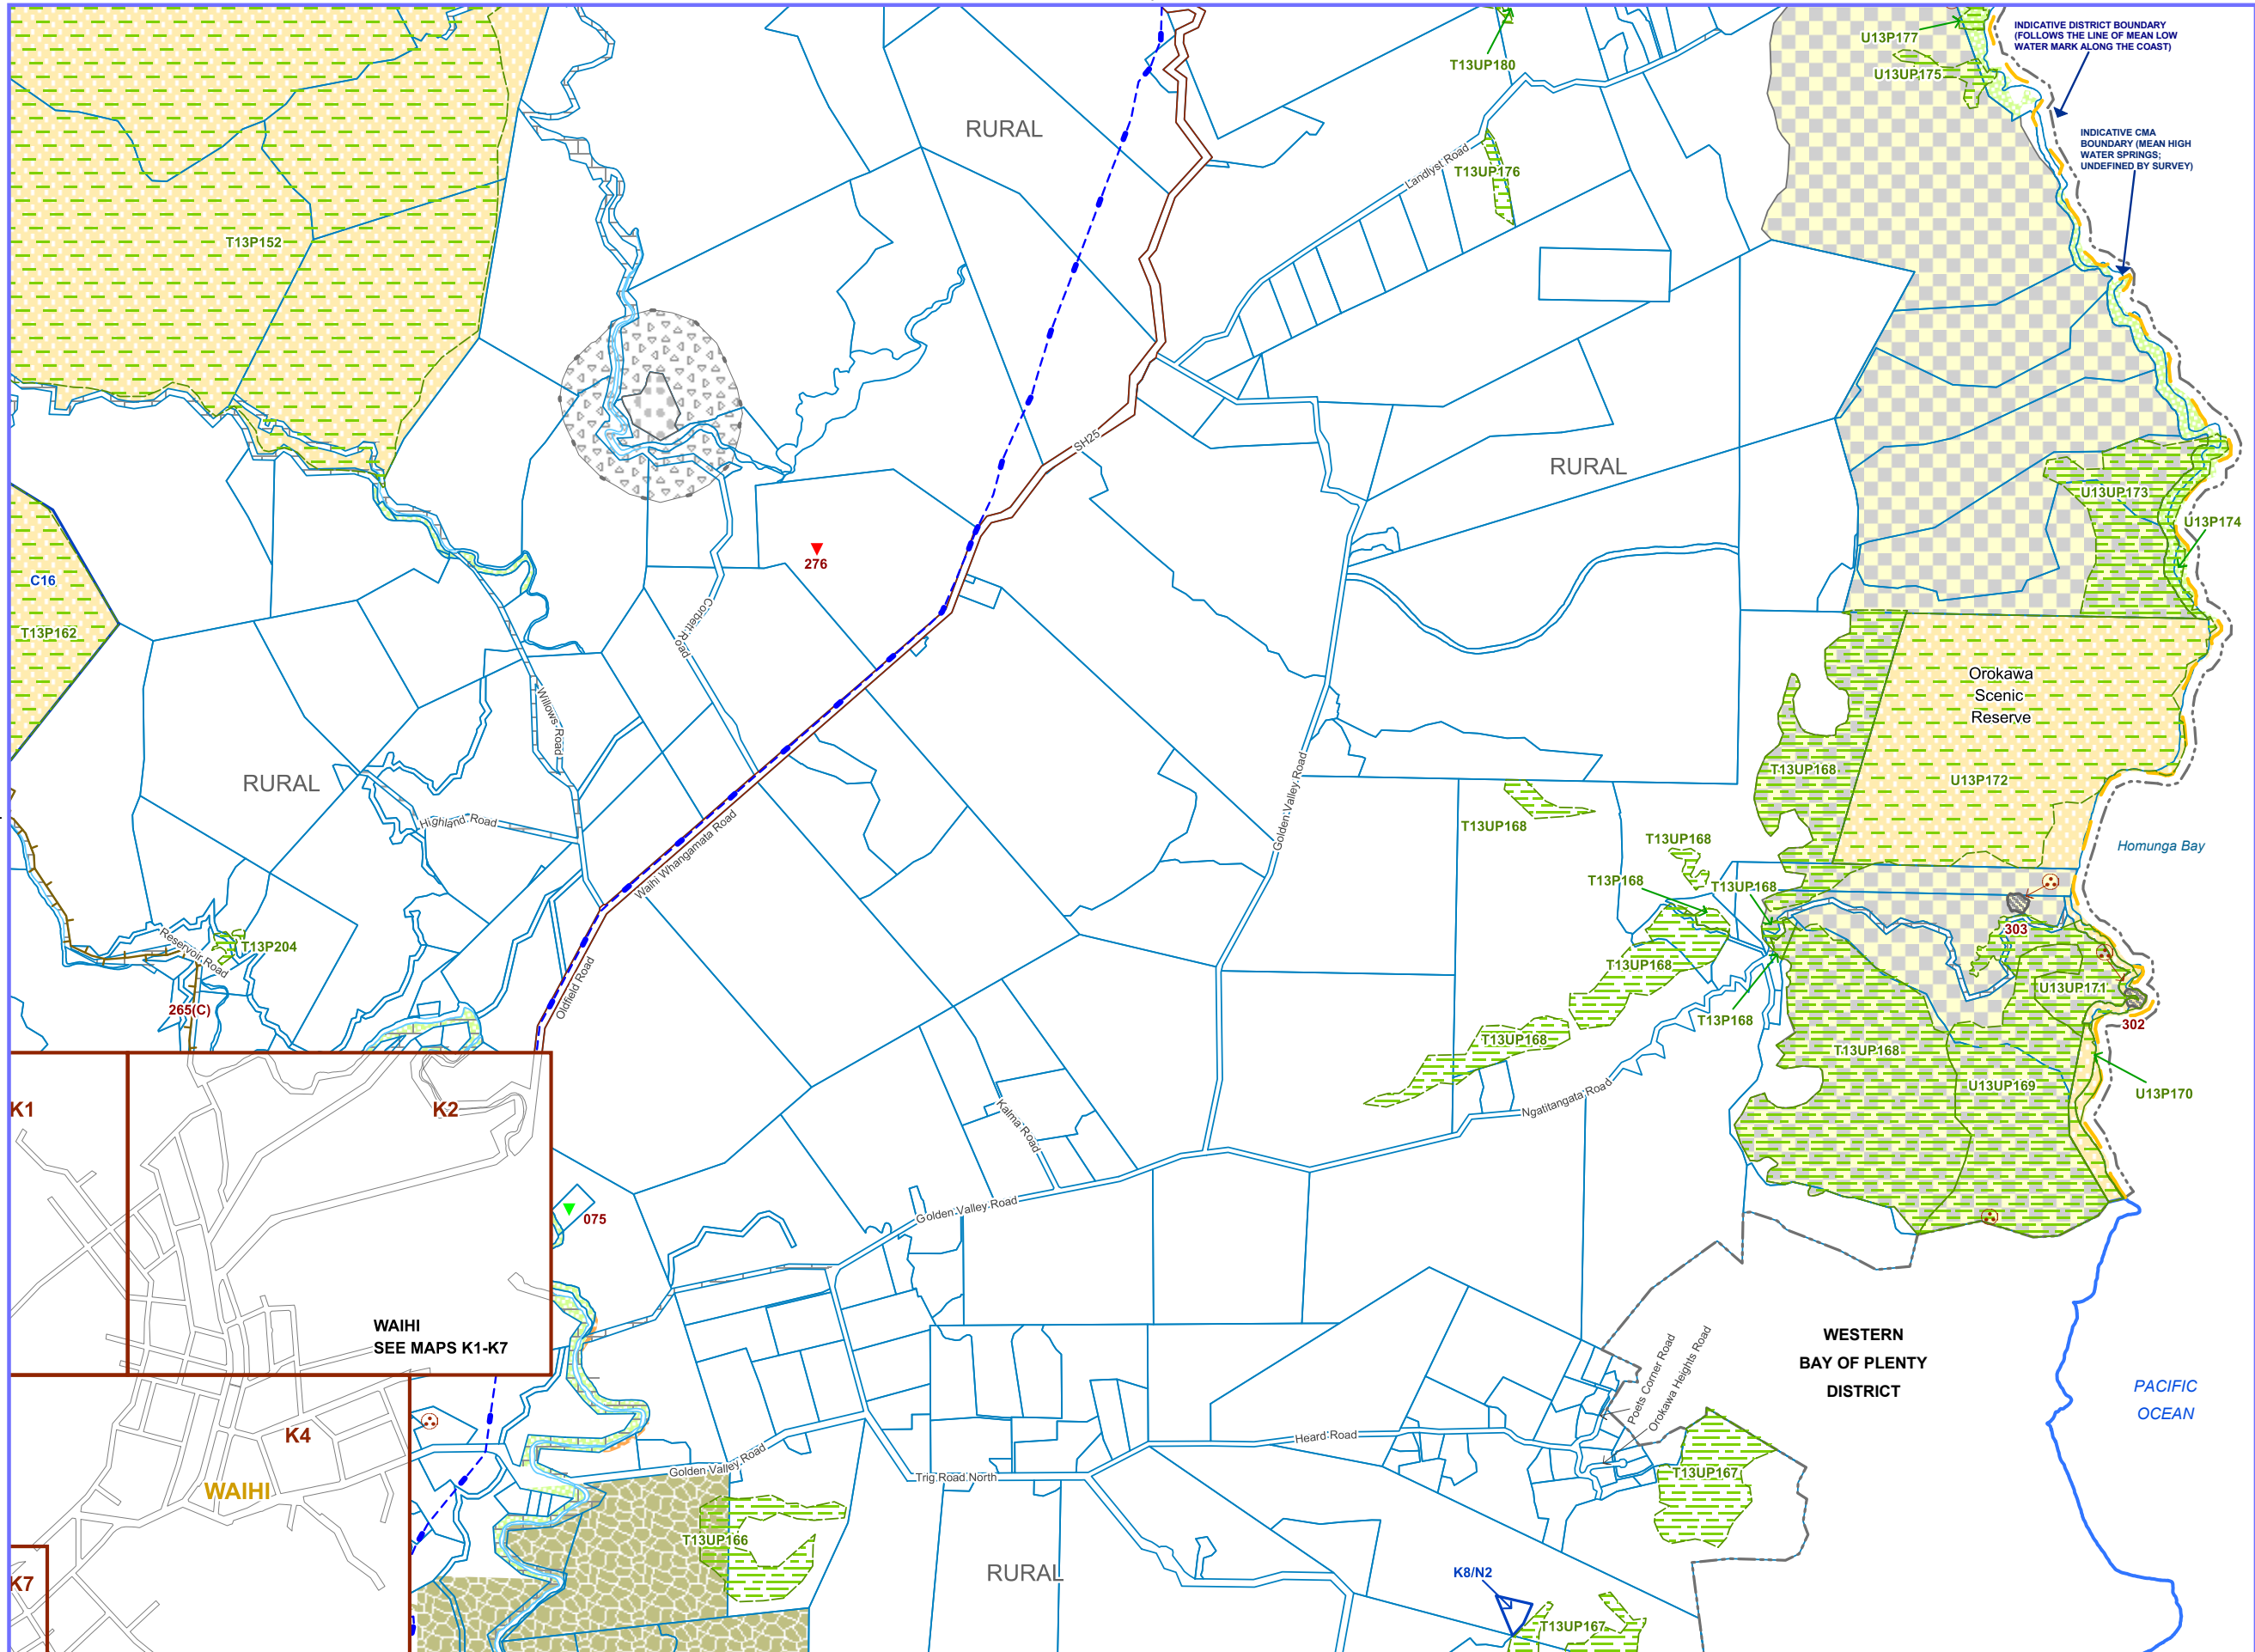 INDICATIVE DISTRICT BOUNDARY
(FOLLOWS THE LINE OF MEAN LOW
WATER MARK ALONG THE COAST)
U13P177
T13UP180
U13UP175
RURAL
INDICATIVE CMA
BOUNDARY (MEAN HIGH
WATER SPRINGS;
UNDEFINED BY SURVEY)
Landlyst Road
T13UP176
T13P152
SH25
RURAL
U13UP173
U13P174
276
C16
T13P162
Corbett Road
Willows Road
Orokawa
Scenic
Reserve
T13UP168
U13P172
RURAL
Golden Valley Road
Highland Road
Waihi Whangamata Road
T13UP168
T13UP168
Homunga Bay
T13P168
T13UP168
303
Reservoir Road
T13P204
T13UP168
Oldfield Road
U13UP171
265(C)
T13P168
302
T13UP168
T13UP168
U13UP169
U13P170
K1
K2
Kalma Road
Ngatitangata Road
Golden Valley Road
075
WAIHI
SEE MAPS K1-K7
WESTERN
BAY OF PLENTY
DISTRICT
Poets Corner Road
Orokawa Heights Road
PACIFIC
OCEAN
K4
Heard Road
Golden Valley Road
Trig Road North
T13UP167
WAIHI
T13UP166
RURAL
K8/N2
K7
T13UP167